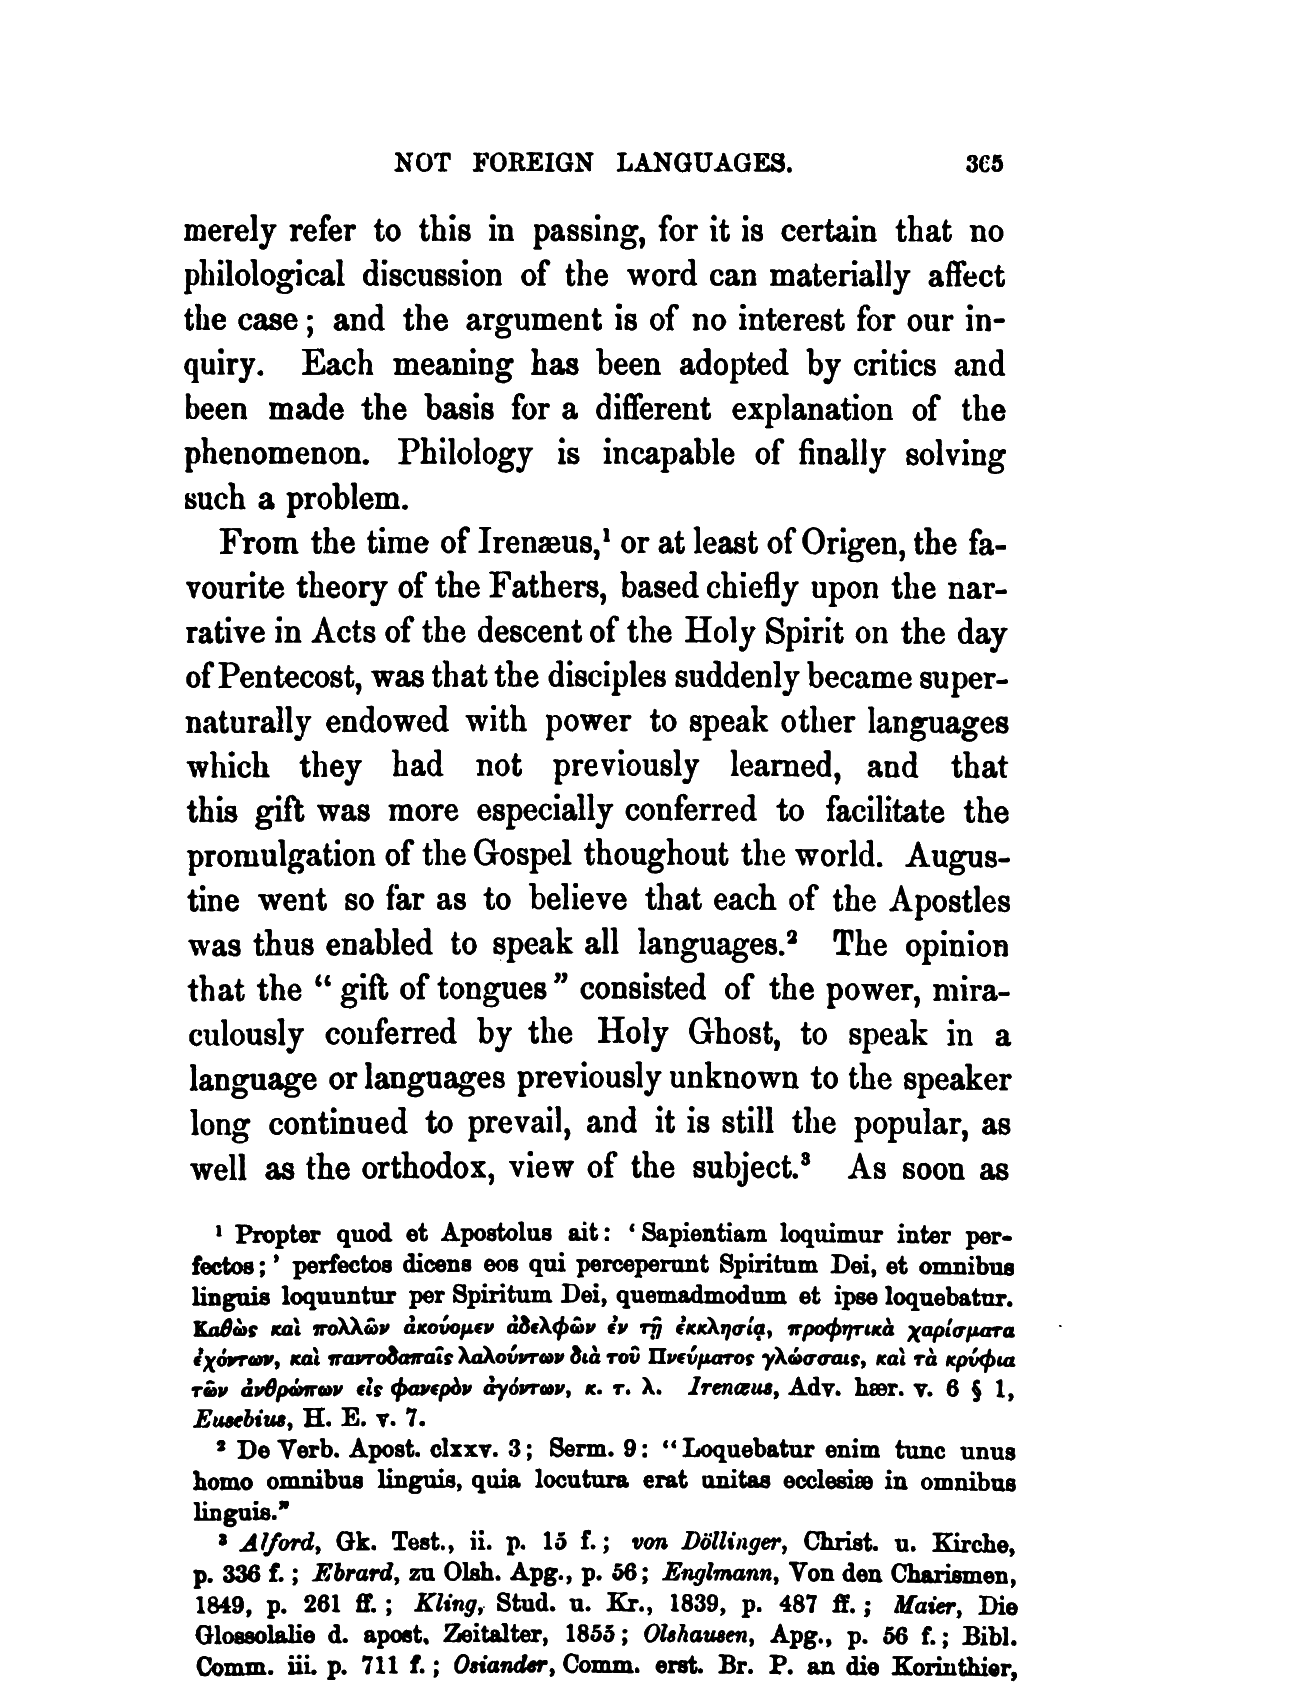 NOT FOREIGN LANGUAGES. 365
merely refer to this in passing, for it is certain that no
philological discussion of the word can materially affect
the case; and the argument is of no interest for our in-
quiry. Each meaning has been adopted by critics and
been made the basis for a different explanation of the
phenomenon. Philology is incapable of finally solving
such a problem.
From the time of Irenæus,¹ or at least of Origen, the fa-
vourite theory of the Fathers, based chiefly upon the nar-
rative in Acts of the descent of the Holy Spirit on the day
of Pentecost, was that the disciples suddenly became super-
naturally endowed with power to speak other languages
which they had not previously learned, and that
this gift was more especially conferred to facilitate the
promulgation of the Gospel thoughout the world. Augus-
tine went so far as to believe that each of the Apostles
was thus enabled to speak all languages.² The opinion
that the “gift of tongues” consisted of the power, mira-
culously conferred by the Holy Ghost, to speak in a
language or languages previously unknown to the speaker
long continued to prevail, and it is still the popular, as
well as the orthodox, view of the subject.³ As soon as
¹ Propter quod et Apostolus ait: ‘Sapientiam loquimur inter per-
fectos;’ perfectos dicens eos qui perceperunt Spiritum Dei, et omnibus
linguis loquuntur per Spiritum Dei, quemadmodum et ipse loquebatur.
Καθὼς καὶ πολλῶν ἀκούομεν ἀδελφῶν ἐν τῇ ἐκκλησίᾳ, προφητικὰ χαρίσματα
ἐχόντων, καὶ παντοδαπαῖς λαλούντων διὰ τοῦ Πνεύματος γλώσσαις, καὶ τὰ κρύφια
τῶν ἀνθρώπων εἰς φανερὸν ἀγόντων, κ. τ. λ. Irenæus, Adv. hær. v. 6 § 1,
Eusebius, H. E. v. 7.
² De Verb. Apost. clxxv. 3; Serm. 9: “Loquebatur enim tunc unus
homo omnibus linguis, quia locutura erat unitas ecclesiæ in omnibus
linguis.”
³ Alford, Gk. Test., ii. p. 15 f.; von Döllinger, Christ. u. Kirche,
p. 336 f.; Ebrard, zu Olsh. Apg., p. 56; Englmann, Von den Charismen,
1849, p. 261 ff.; Kling, Stud. u. Kr., 1839, p. 487 ff.; Maier, Die
Glossolalie d. apost. Zeitalter, 1855; Olshausen, Apg., p. 56 f.; Bibl.
Comm. iii. p. 711 f.; Osiander, Comm. erst. Br. P. an die Korinthier,